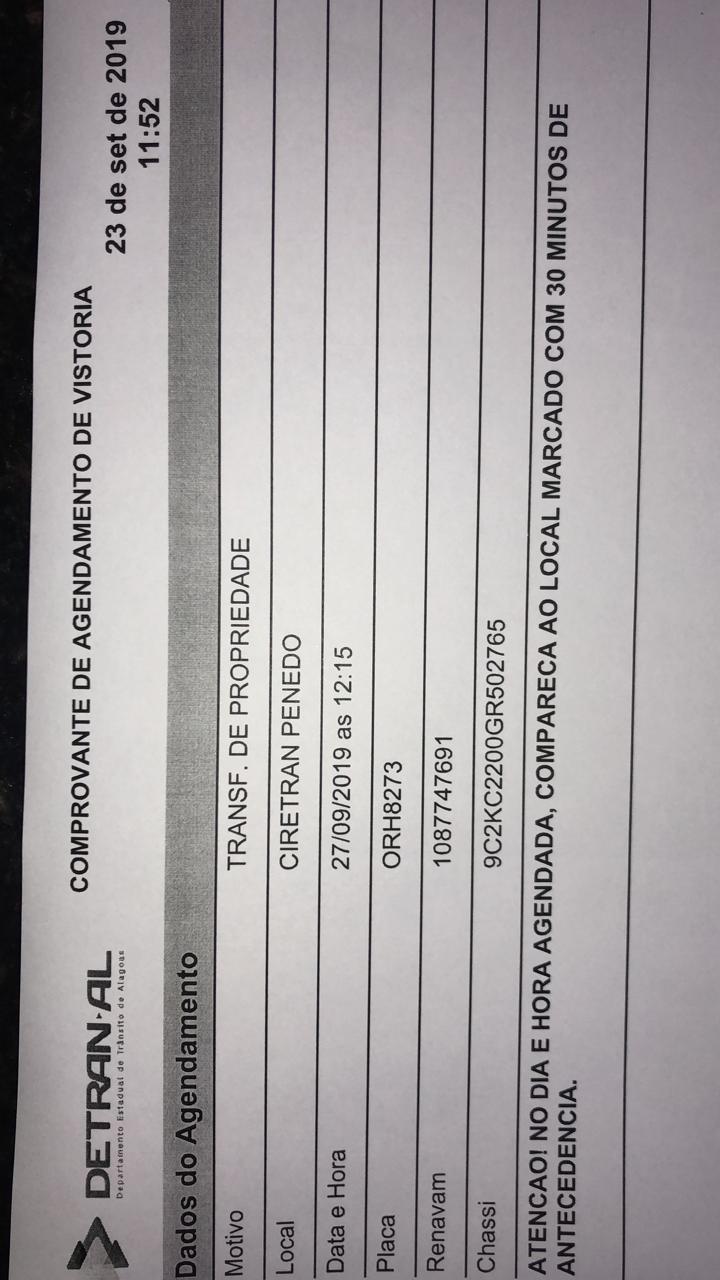 DETRAN·AL
Departamento Estadual de Trânsito de Alagoas
COMPROVANTE DE AGENDAMENTO DE VISTORIA
23 de set de 2019
11:52
Dados do Agendamento
Motivo TRANSF. DE PROPRIEDADE
Local CIRETRAN PENEDO
Data e Hora 27/09/2019 as 12:15
Placa ORH8273
Renavam 1087747691
Chassi 9C2KC2200GR502765
ATENCAO! NO DIA E HORA AGENDADA, COMPARECA AO LOCAL MARCADO COM 30 MINUTOS DE
ANTECEDENCIA.